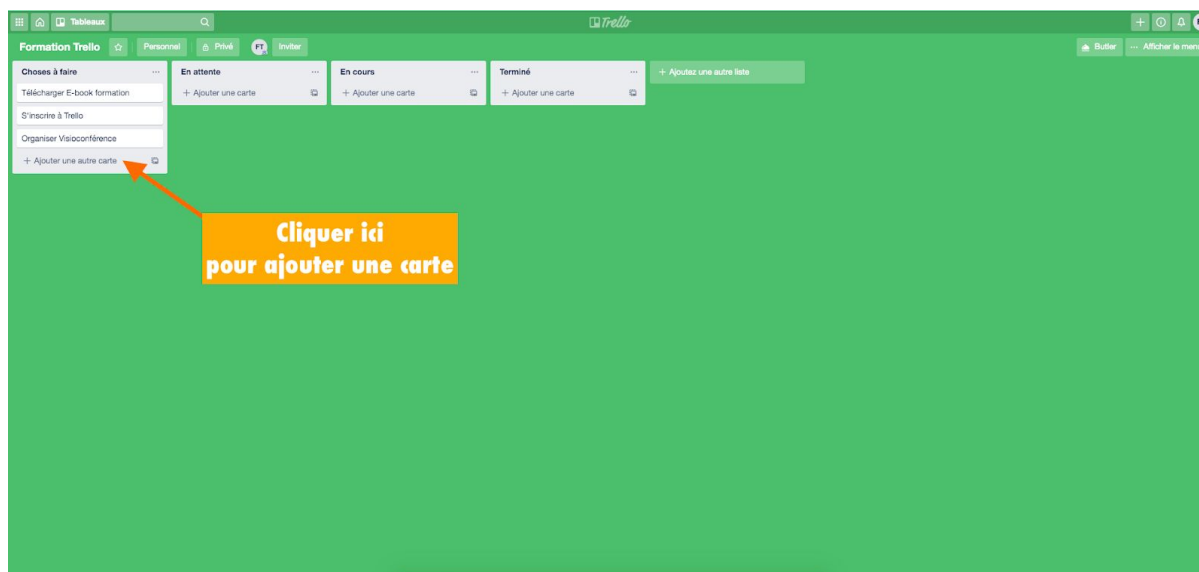 Tableaux
Trello
Formation Trello
Personnel
Privé
FT
Inviter
Butler
... Afficher le menu
Choses à faire ...
Télécharger E-book formation
S'inscrire à Trello
Organiser Visioconférence
+ Ajouter une autre carte
En attente ...
+ Ajouter une carte
En cours ...
+ Ajouter une carte
Terminé ...
+ Ajouter une carte
+ Ajoutez une autre liste
Cliquer ici
pour ajouter une carte